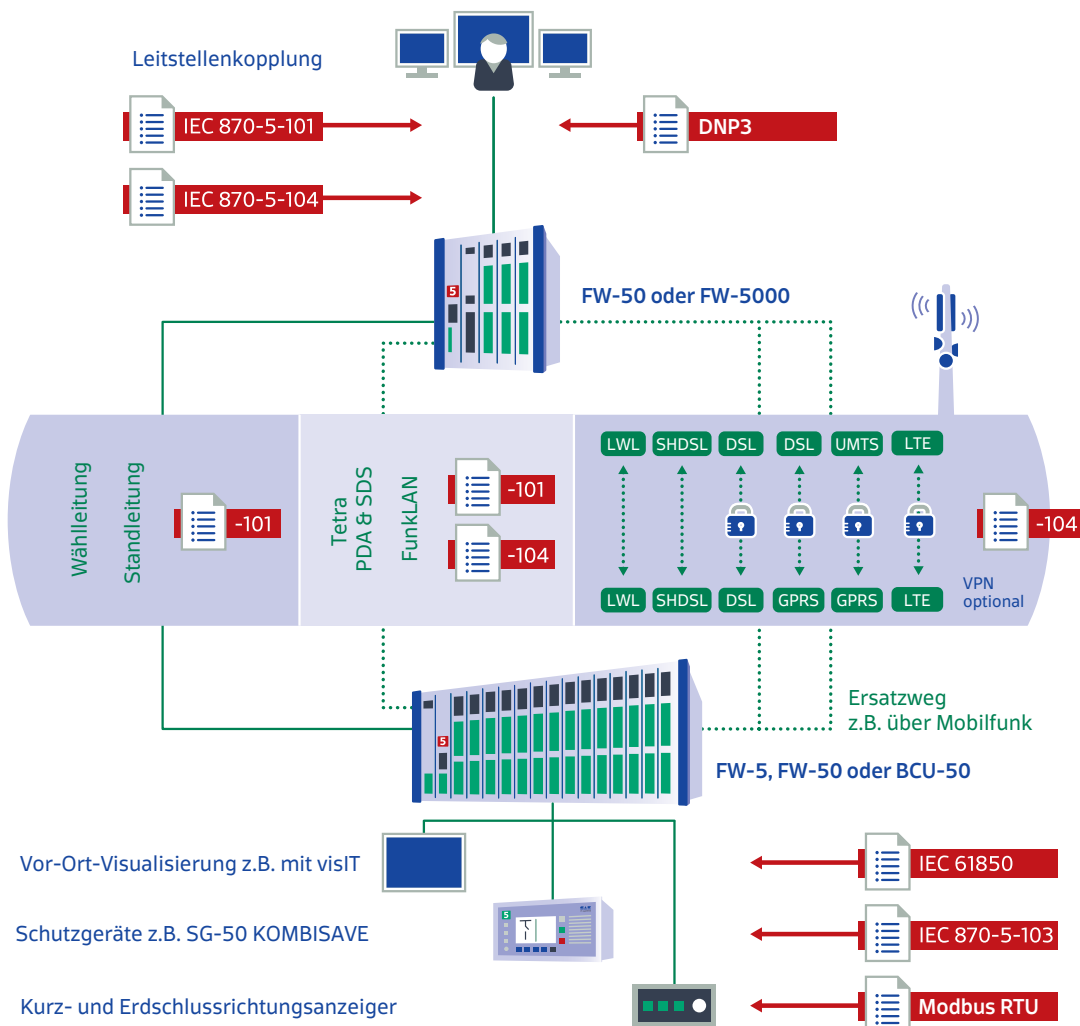 Leitstellenkopplung
IEC 870-5-101
DNP3
IEC 870-5-104
5
FW-50 oder FW-5000
Wählleitung
Standleitung
-101
Tetra
PDA & SDS
FunkLAN
-101
-104
LWL SHDSL DSL DSL UMTS LTE
-104
LWL SHDSL DSL GPRS GPRS LTE
VPN
optional
5
Ersatzweg
z.B. über Mobilfunk
FW-5, FW-50 oder BCU-50
Vor-Ort-Visualisierung z.B. mit visIT
IEC 61850
5
Schutzgeräte z.B. SG-50 KOMBISAVE
IEC 870-5-103
Kurz- und Erdschlussrichtungsanzeiger
Modbus RTU